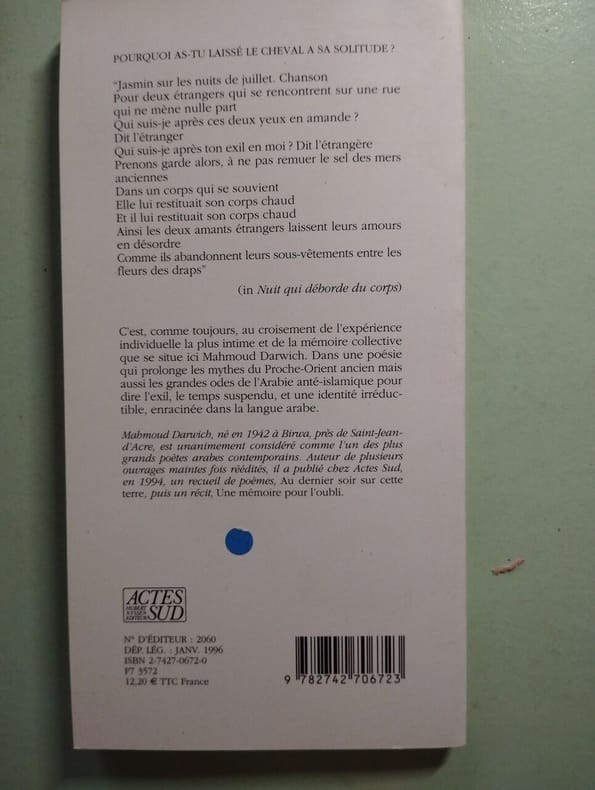 POURQUOI AS-TU LAISSÉ LE CHEVAL A SA SOLITUDE ?
"Jasmin sur les nuits de juillet. Chanson
Pour deux étrangers qui se rencontrent sur une rue
qui ne mène nulle part
Qui suis-je après ces deux yeux en amande ?
Dit l'étranger
Qui suis-je après ton exil en moi ? Dit l'étrangère
Prenons garde alors, à ne pas remuer le sel des mers
anciennes
Dans un corps qui se souvient
Elle lui restituait son corps chaud
Et il lui restituait son corps chaud
Ainsi les deux amants étrangers laissent leurs amours
en désordre
Comme ils abandonnent leurs sous-vêtements entre les
fleurs des draps"
(in Nuit qui déborde du corps)
C'est, comme toujours, au croisement de l'expérience
individuelle la plus intime et de la mémoire collective
que se situe ici Mahmoud Darwich. Dans une poésie
qui prolonge les mythes du Proche-Orient ancien mais
aussi les grandes odes de l'Arabie anté-islamique pour
dire l'exil, le temps suspendu, et une identité irréduc-
tible, enracinée dans la langue arabe.
Mahmoud Darwich, né en 1942 à Birwa, près de Saint-Jean-
d'Acre, est unanimement considéré comme l'un des plus
grands poètes arabes contemporains. Auteur de plusieurs
ouvrages maintes fois réédités, il a publié chez Actes Sud,
en 1994, un recueil de poèmes, Au dernier soir sur cette
terre, puis un récit, Une mémoire pour l'oubli.
ACTES
HUBERT
NYSSEN
ÉDITEUR
SUD
N° D'ÉDITEUR : 2060
DÉP. LÉG. : JANV. 1996
ISBN 2-7427-0672-0
F7 3572
12,20 € TTC France
9 782742 706723